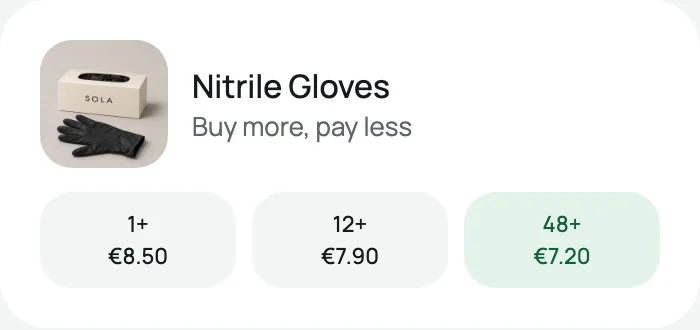 SOLA
Nitrile Gloves
Buy more, pay less
1+
€8.50
12+
€7.90
48+
€7.20